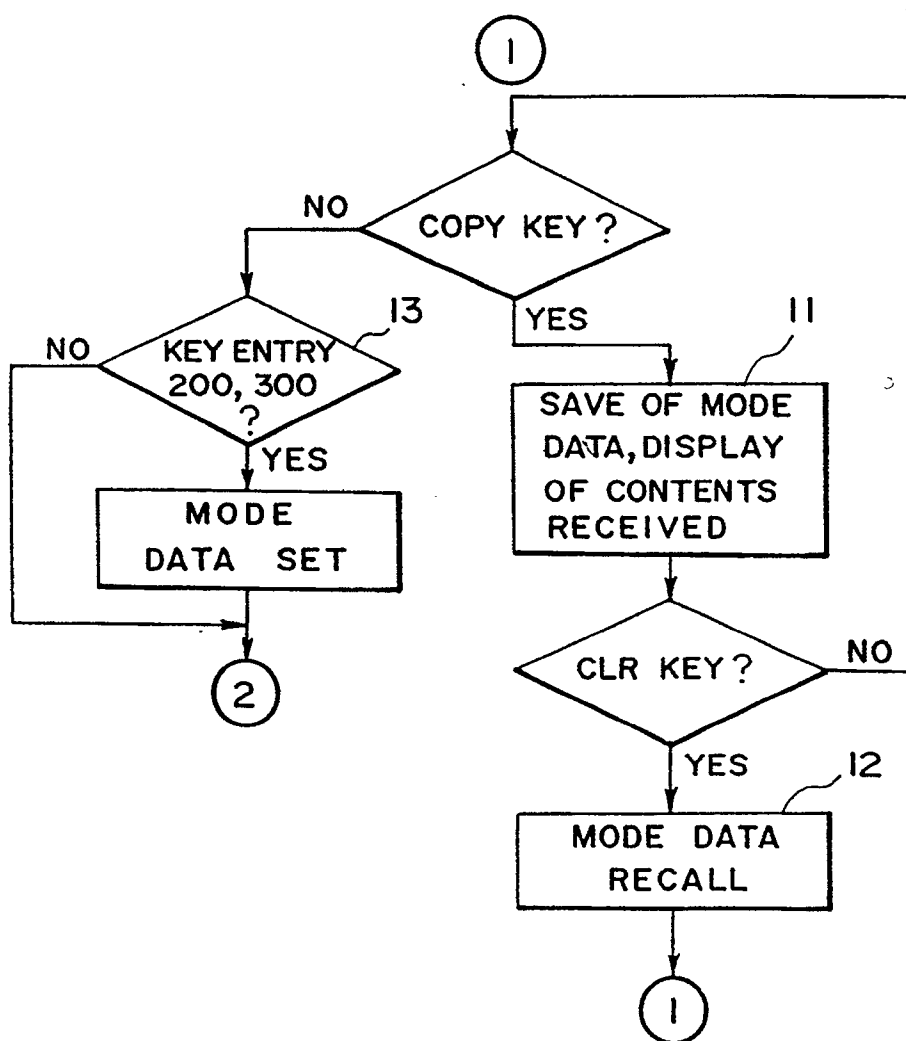 1
COPY KEY?
NO
YES
13
11
NO
KEY ENTRY
200, 300
?
YES
MODE
DATA SET
2
SAVE OF MODE
DATA, DISPLAY
OF CONTENTS
RECEIVED
CLR KEY?
NO
YES
12
MODE DATA
RECALL
1